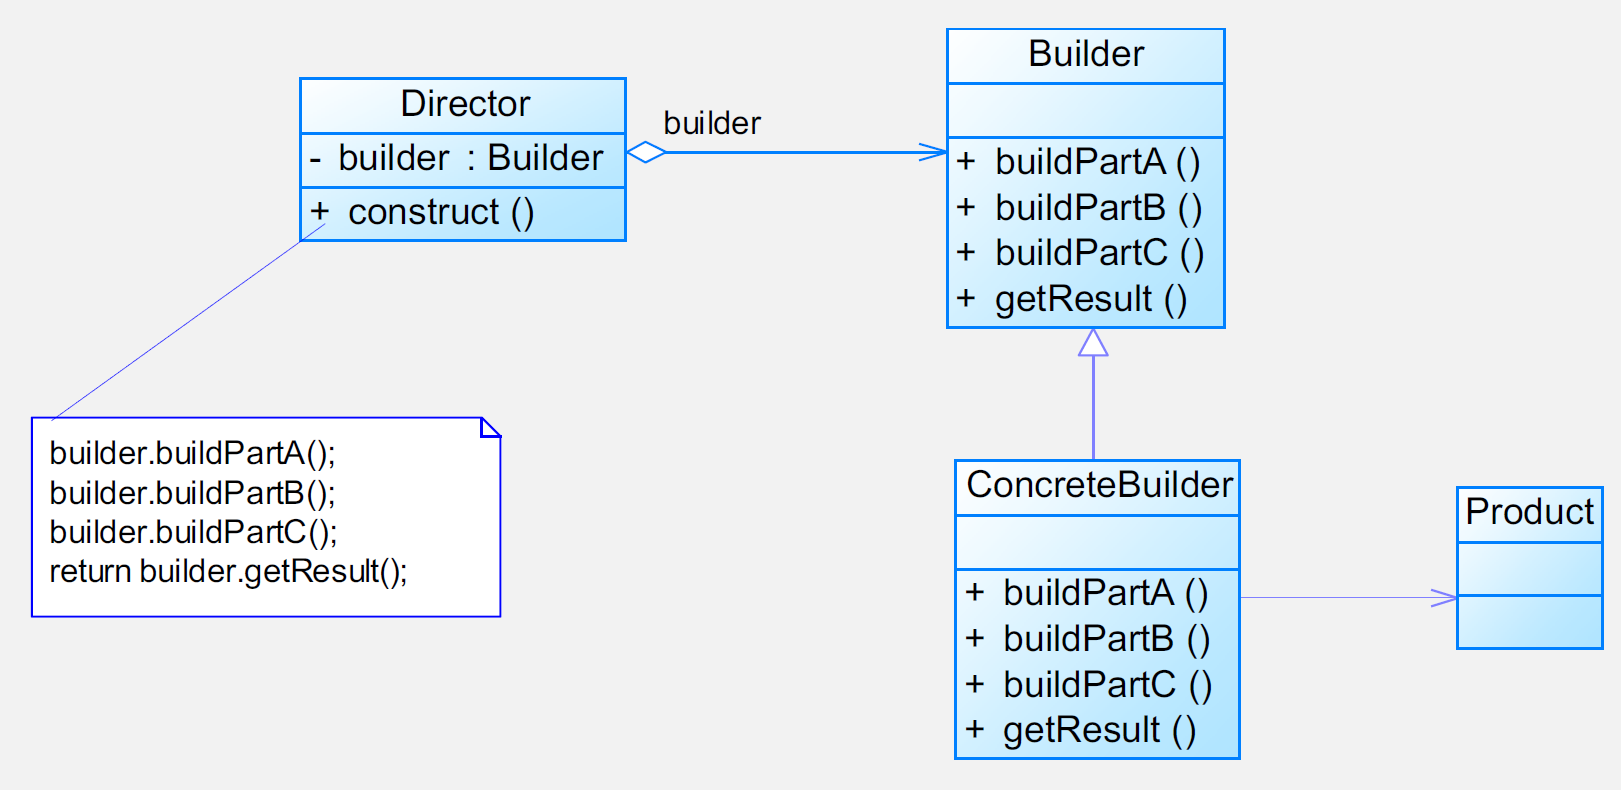 Director
- builder : Builder
+ construct ()
builder
Builder
+ buildPartA ()
+ buildPartB ()
+ buildPartC ()
+ getResult ()
builder.buildPartA();
builder.buildPartB();
builder.buildPartC();
return builder.getResult();
ConcreteBuilder
+ buildPartA ()
+ buildPartB ()
+ buildPartC ()
+ getResult ()
Product